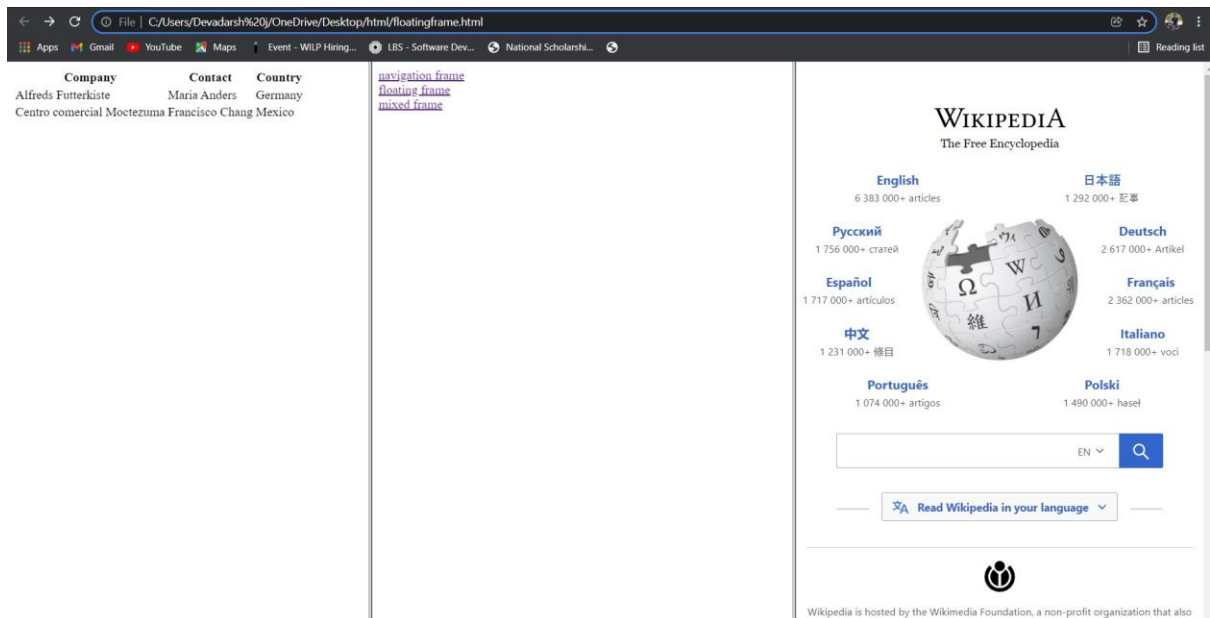 File | C:/Users/Devadarsh%20j/OneDrive/Desktop/html/floatingframe.html
Apps Gmail YouTube Maps Event - WILP Hiring... LBS - Software Dev... National Scholarshi... Reading list
Company Contact Country
Alfreds Futterkiste Maria Anders Germany
Centro comercial Moctezuma Francisco Chang Mexico
navigation frame
floating frame
mixed frame
WIKIPEDIA
The Free Encyclopedia
English 日本語
6 383 000+ articles 1 292 000+ 記事
Русский Deutsch
1 756 000+ статей 2 617 000+ Artikel
Español Français
1 717 000+ artículos 2 362 000+ articles
中文 Italiano
1 231 000+ 條目 1 718 000+ voci
Português Polski
1 074 000+ artigos 1 490 000+ haseł
EN
Read Wikipedia in your language
Wikipedia is hosted by the Wikimedia Foundation, a non-profit organization that also